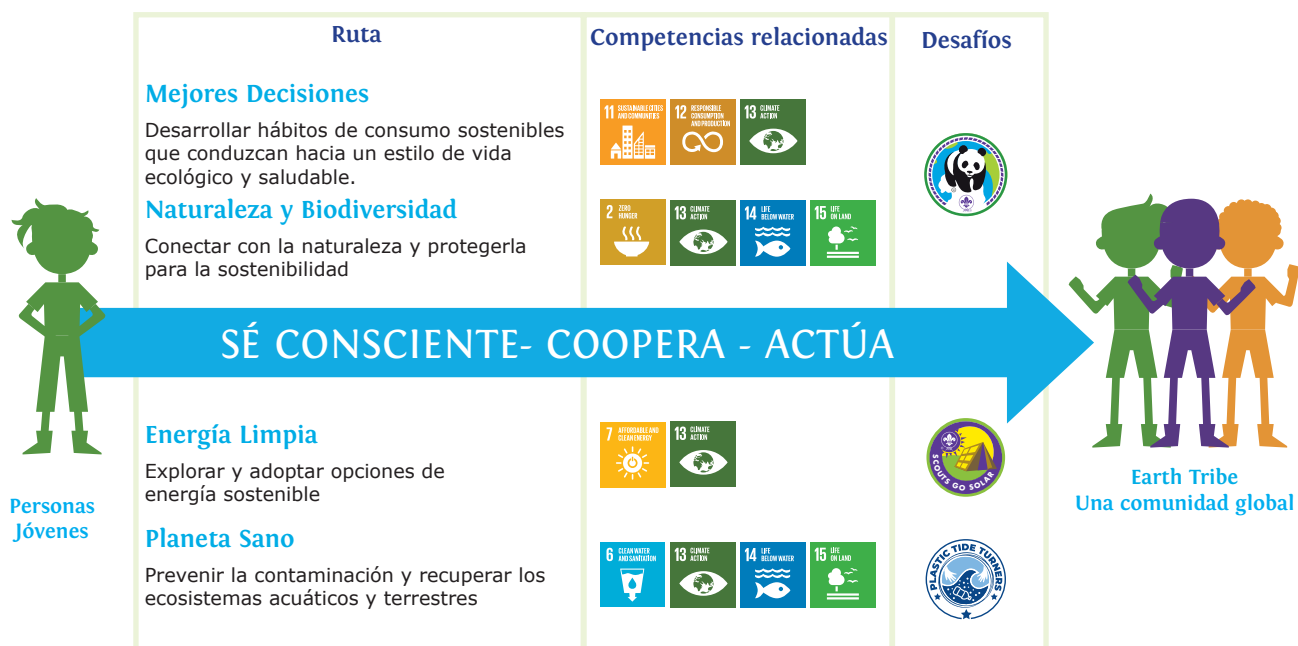 Ruta
Competencias relacionadas
Desafíos
Mejores Decisiones
Desarrollar hábitos de consumo sostenibles
que conduzcan hacia un estilo de vida
ecológico y saludable.
11 SUSTAINABLE CITIES
AND COMMUNITIES
12 RESPONSIBLE
CONSUMPTION
AND PRODUCTION
13 CLIMATE
ACTION
Naturaleza y Biodiversidad
Conectar con la naturaleza y protegerla
para la sostenibilidad
2 ZERO
HUNGER
13 CLIMATE
ACTION
14 LIFE
BELOW WATER
15 LIFE
ON LAND
SÉ CONSCIENTE- COOPERA - ACTÚA
Energía Limpia
Explorar y adoptar opciones de
energía sostenible
7 AFFORDABLE AND
CLEAN ENERGY
13 CLIMATE
ACTION
SCOUTS GO SOLAR
Planeta Sano
Prevenir la contaminación y recuperar los
ecosistemas acuáticos y terrestres
6 CLEAN WATER
AND SANITATION
13 CLIMATE
ACTION
14 LIFE
BELOW WATER
15 LIFE
ON LAND
PLASTIC TIDE TURNERS
Personas
Jóvenes
Earth Tribe
Una comunidad global